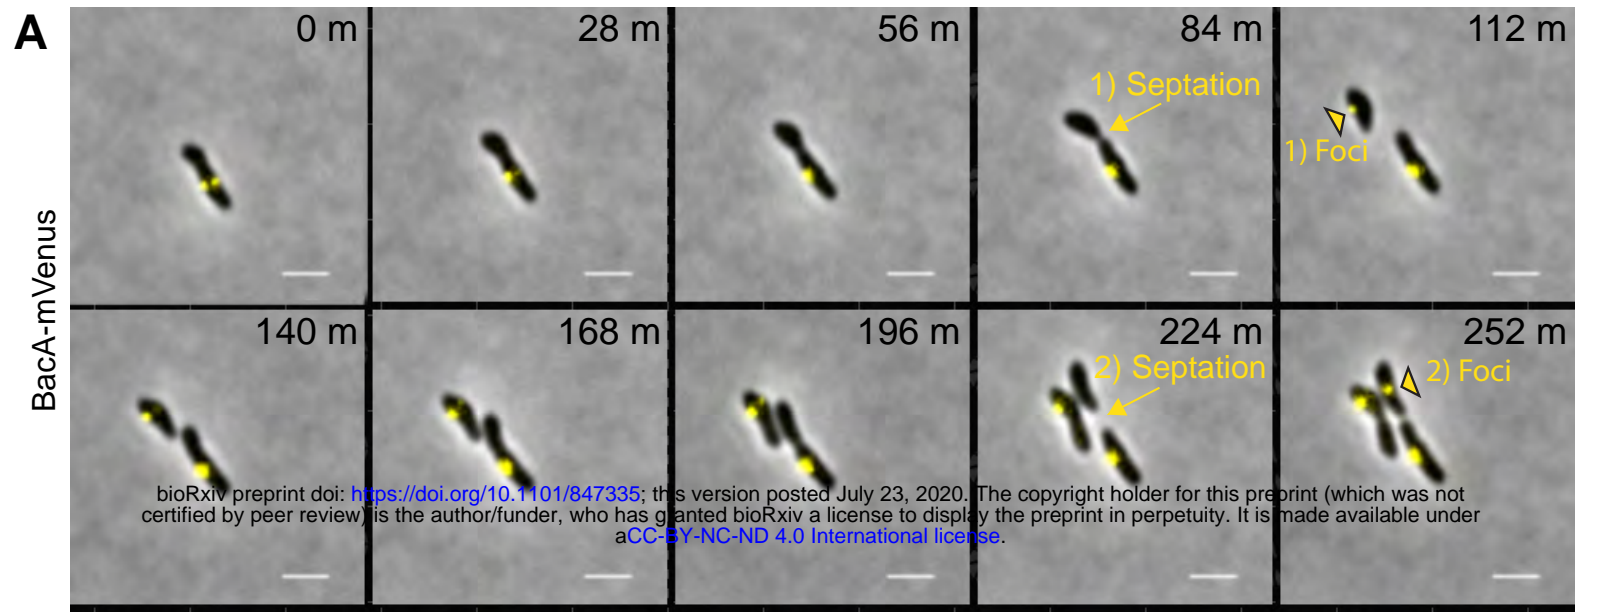 A
BacA-mVenus
0 m
28 m
56 m
84 m
112 m
1) Septation
1) Foci
140 m
168 m
196 m
224 m
252 m
2) Septation
2) Foci
bioRxiv preprint doi: https://doi.org/10.1101/847335; this version posted July 23, 2020. The copyright holder for this preprint (which was not
certified by peer review) is the author/funder, who has granted bioRxiv a license to display the preprint in perpetuity. It is made available under
aCC-BY-NC-ND 4.0 International license.